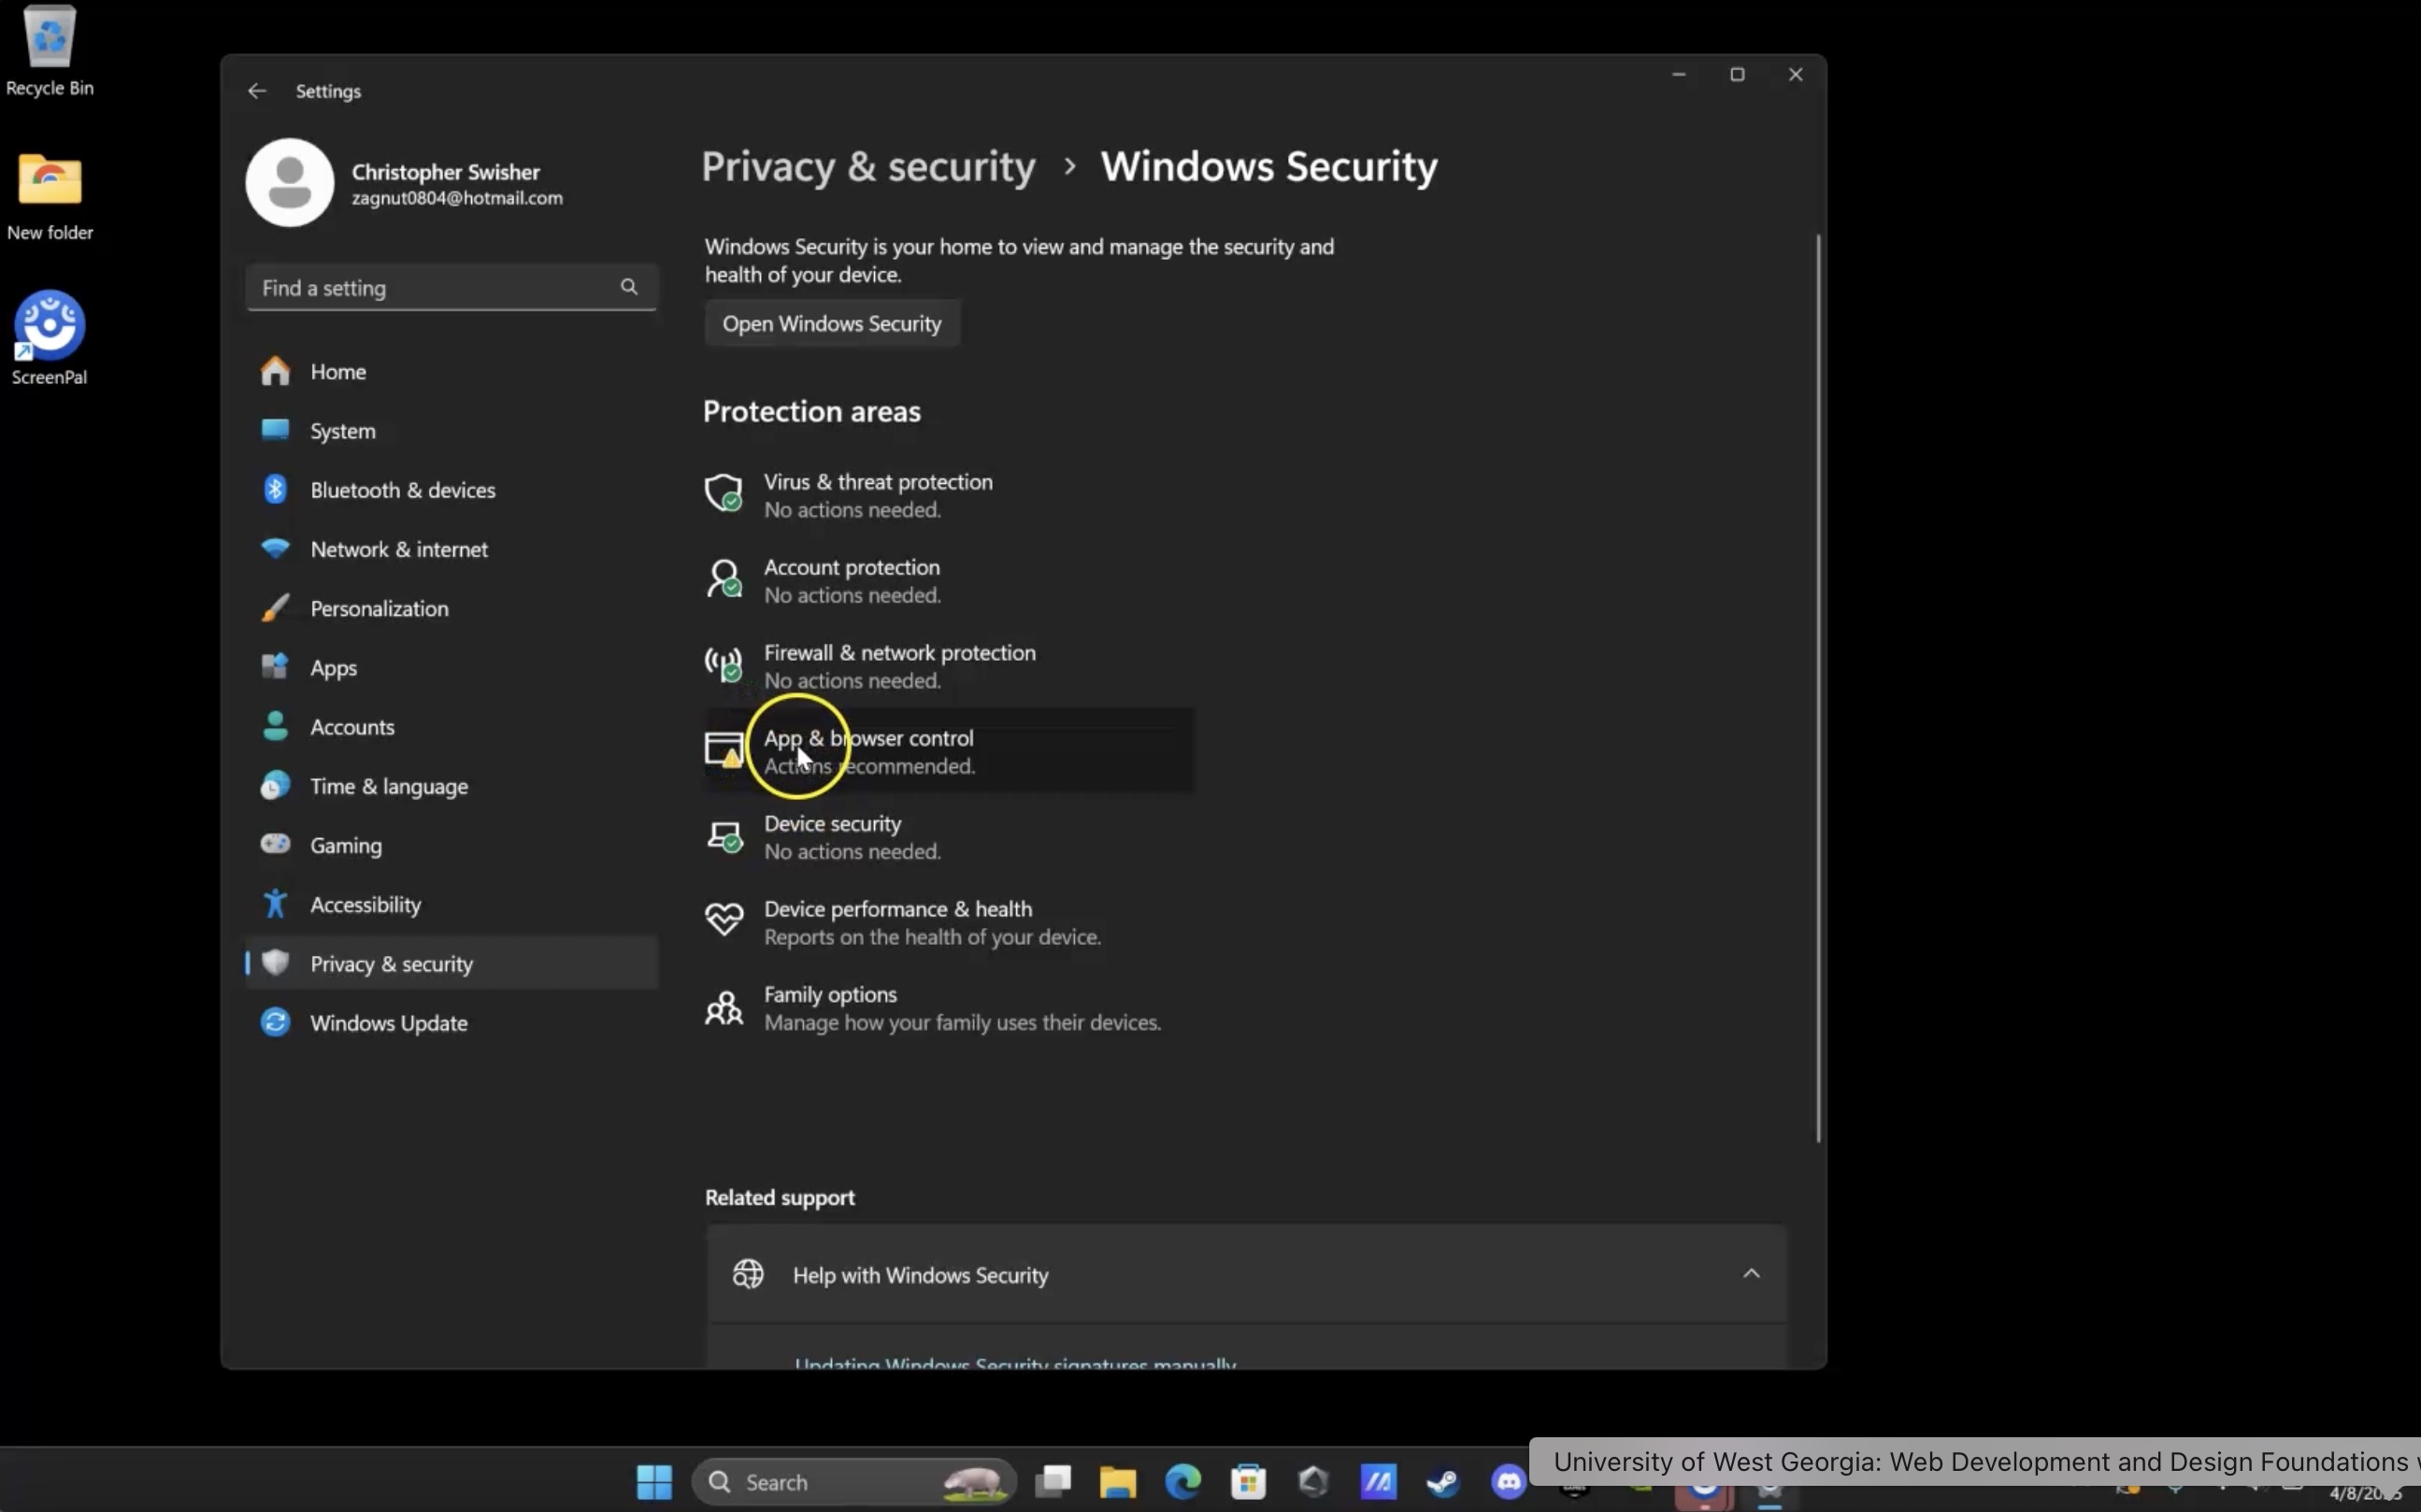 Recycle Bin
New folder
ScreenPal
Settings
Christopher Swisher
zagnut0804@hotmail.com
Find a setting
Home
System
Bluetooth & devices
Network & internet
Personalization
Apps
Accounts
Time & language
Gaming
Accessibility
Privacy & security
Windows Update
Privacy & security > Windows Security
Windows Security is your home to view and manage the security and
health of your device.
Open Windows Security
Protection areas
Virus & threat protection
No actions needed.
Account protection
No actions needed.
Firewall & network protection
No actions needed.
App & browser control
Actions recommended.
Device security
No actions needed.
Device performance & health
Reports on the health of your device.
Family options
Manage how your family uses their devices.
Related support
Help with Windows Security
Updating Windows Security signatures manually
Search
University of West Georgia: Web Development and Design Foundations